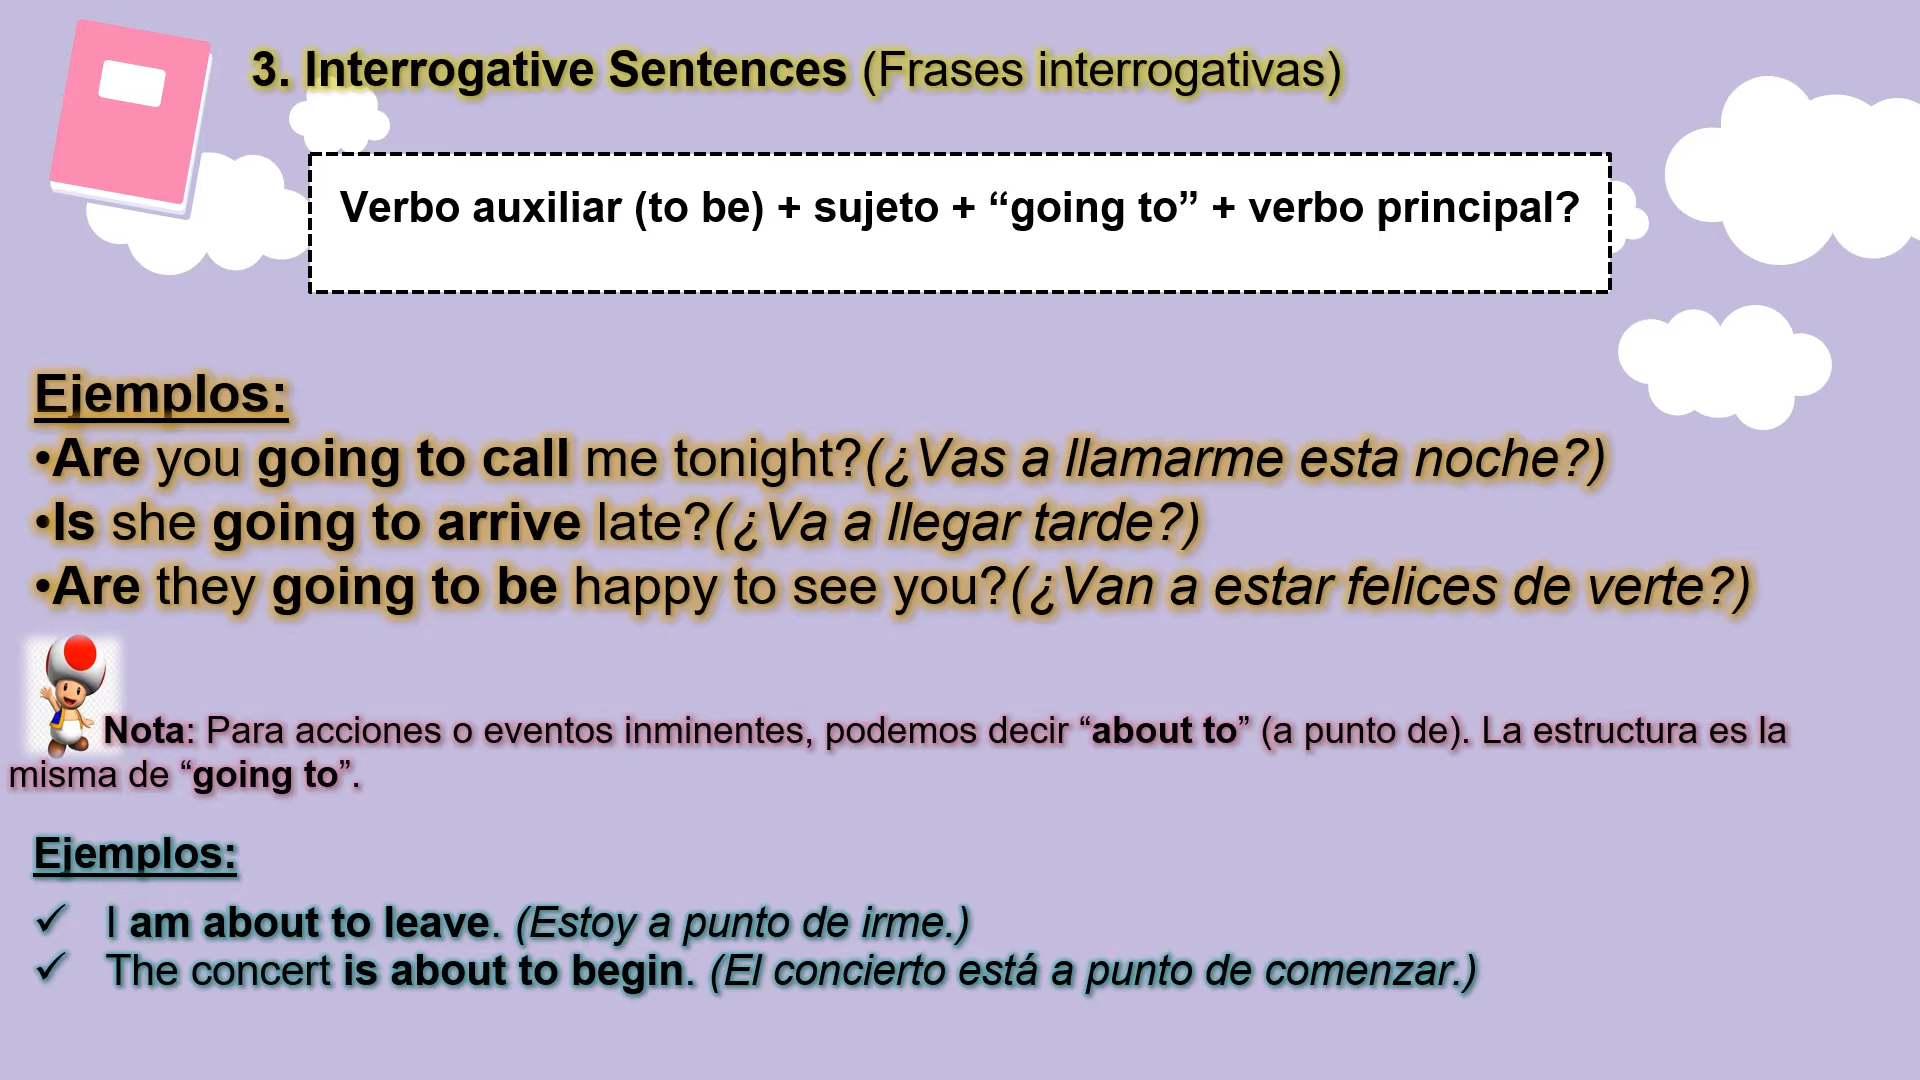 3. Interrogative Sentences (Frases interrogativas)
Verbo auxiliar (to be) + sujeto + “going to” + verbo principal?
Ejemplos:
•Are you going to call me tonight?(¿Vas a llamarme esta noche?)
•Is she going to arrive late?(¿Va a llegar tarde?)
•Are they going to be happy to see you?(¿Van a estar felices de verte?)
Nota: Para acciones o eventos inminentes, podemos decir “about to” (a punto de). La estructura es la
misma de “going to”.
Ejemplos:
✓ I am about to leave. (Estoy a punto de irme.)
✓ The concert is about to begin. (El concierto está a punto de comenzar.)